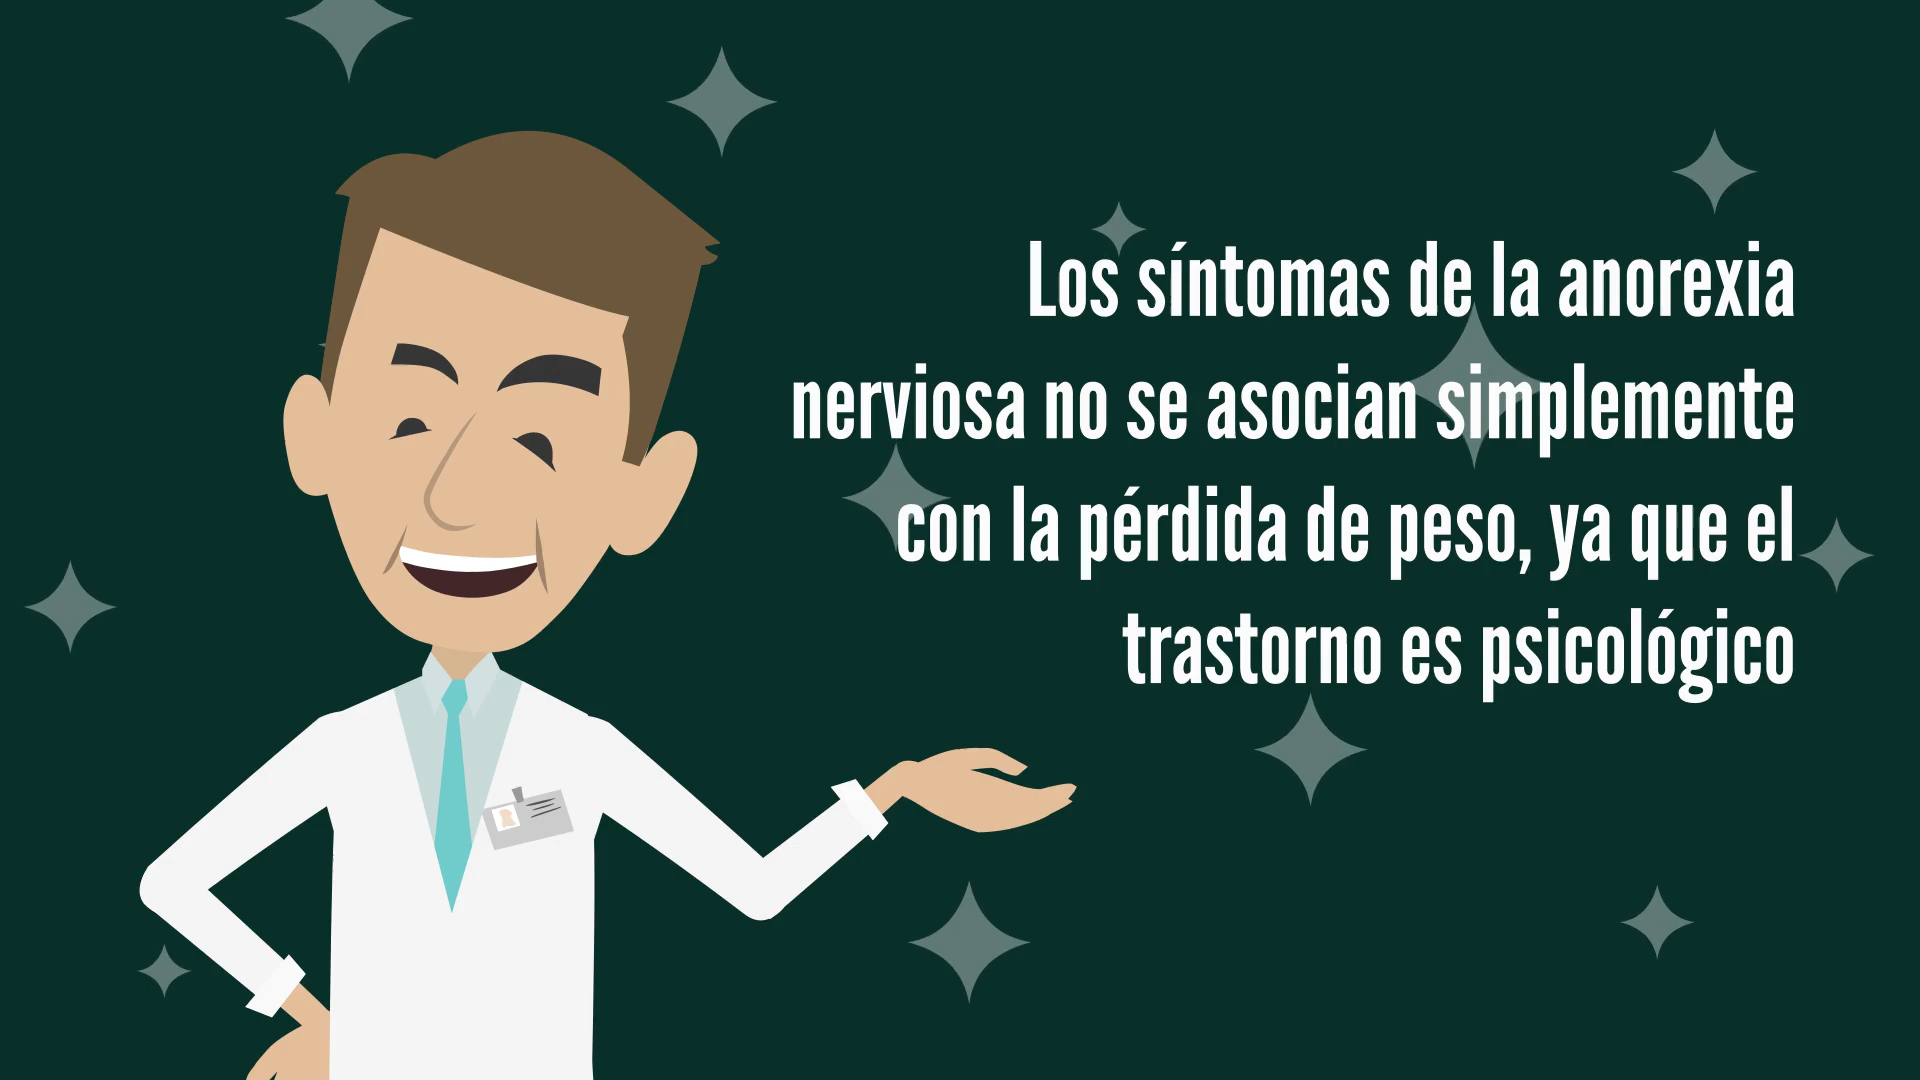 Los síntomas de la anorexia
nerviosa no se asocian simplemente
con la pérdida de peso, ya que el
trastorno es psicológico